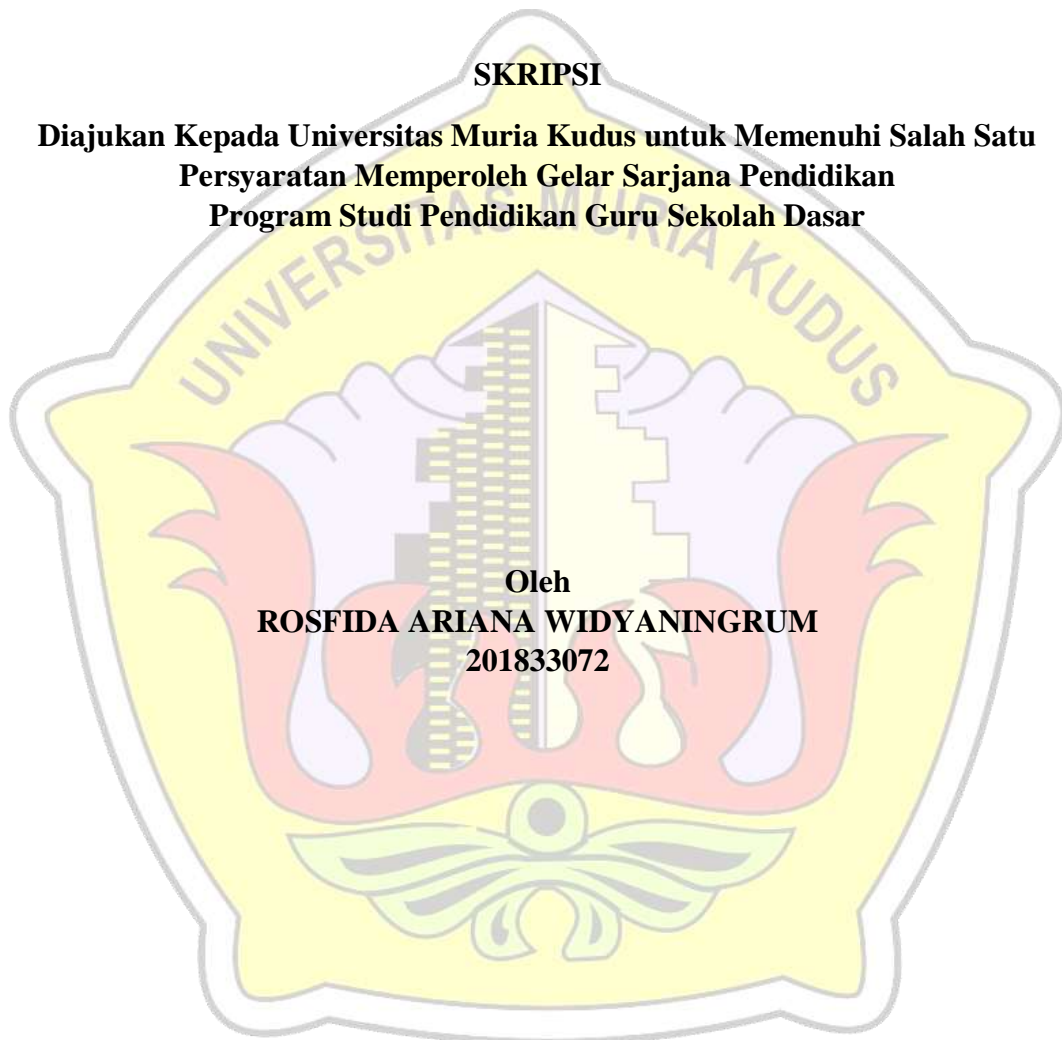 SKRIPSI
Diajukan Kepada Universitas Muria Kudus untuk Memenuhi Salah Satu
Persyaratan Memperoleh Gelar Sarjana Pendidikan
Program Studi Pendidikan Guru Sekolah Dasar
UNIVERSITAS MURIA KUDUS
Oleh
ROSFIDA ARIANA WIDYANINGRUM
201833072